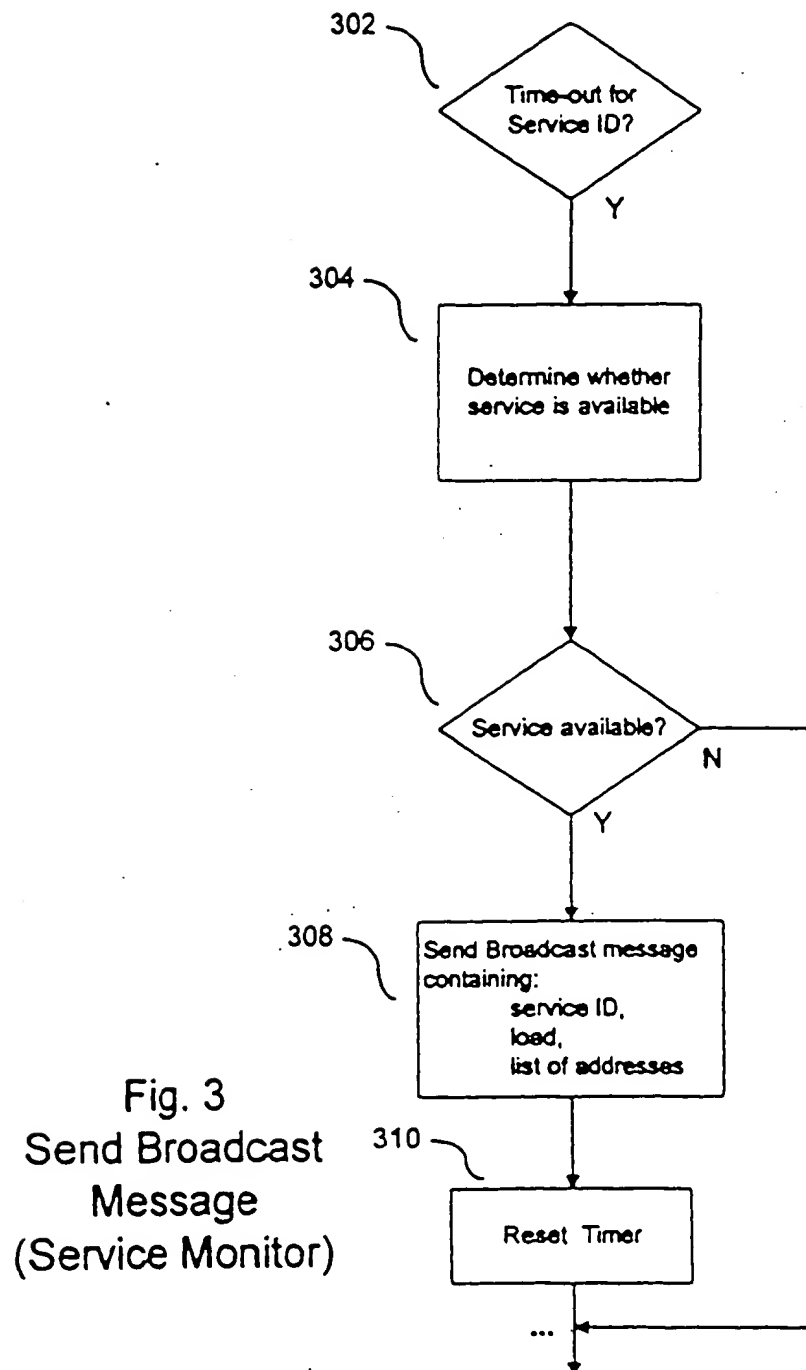 302
Time-out for
Service ID?
Y
304
Determine whether
service is available
306
Service available?
N
Y
308
Send Broadcast message
containing:
service ID,
load,
list of addresses
Fig. 3
Send Broadcast
Message
(Service Monitor)
310
Reset Timer
...